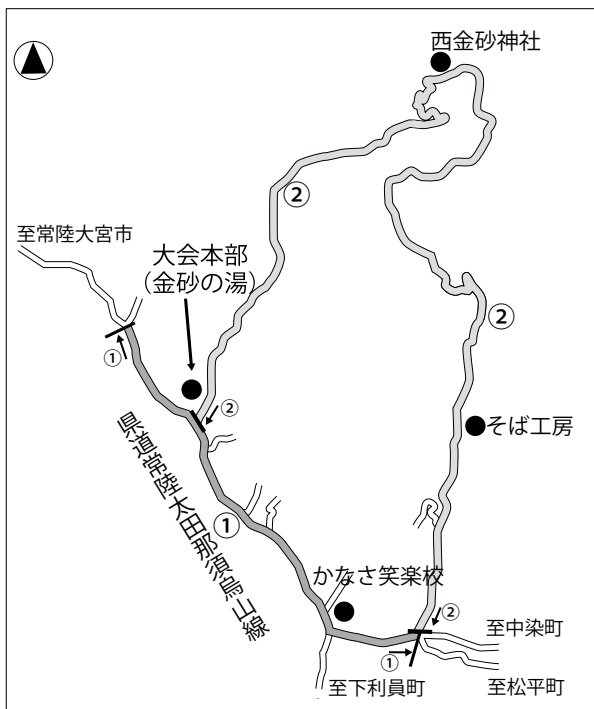 西金砂神社
②
至常陸大宮市
大会本部
（金砂の湯）
①
②
②
そば工房
県道常陸太田那須烏山線
①
かなさ笑楽校
②
至中染町
①
至下利員町
至松平町